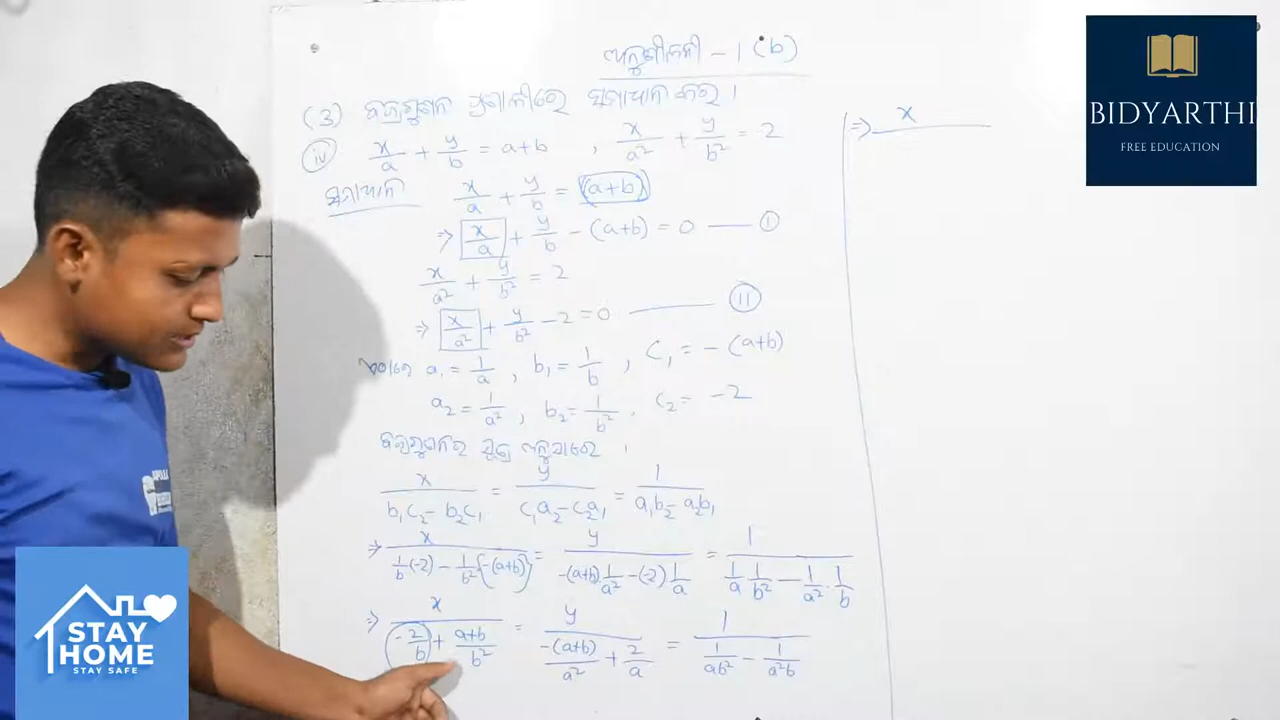 ଅନୁଶୀଳନୀ – 1 (b)
(3) ବଜ୍ରଗୁଣନ ପ୍ରଣାଳୀରେ ସମାଧାନ କର ।
(iv) x/a + y/b = a+b , x/a² + y/b² = 2
ସମାଧାନ x/a + y/b = (a+b)
⇒ x/a + y/b − (a+b) = 0 —— (I)
x/a² + y/b² = 2
⇒ x/a² + y/b² − 2 = 0 ——— (II)
ଏଠାରେ a₁ = 1/a , b₁ = 1/b , C₁ = − (a+b)
a₂ = 1/a² , b₂ = 1/b² , C₂ = −2
ବଜ୍ରଗୁଣନର ସୂତ୍ର ଅନୁସାରେ ।
x/(b₁c₂ − b₂c₁) = y/(c₁a₂ − c₂a₁) = 1/(a₁b₂ − a₂b₁)
⇒ x/(1/b(−2) − 1/b²{−(a+b)}) = y/(−(a+b)1/a² − (−2)1/a) = 1/(1/a · 1/b² − 1/a² · 1/b)
⇒ x/(−2/b + (a+b)/b²) = y/(−(a+b)/a² + 2/a) = 1/(1/ab² − 1/a²b)
⇒ x
BIDYARTHI
FREE EDUCATION
STAY
HOME
STAY SAFE